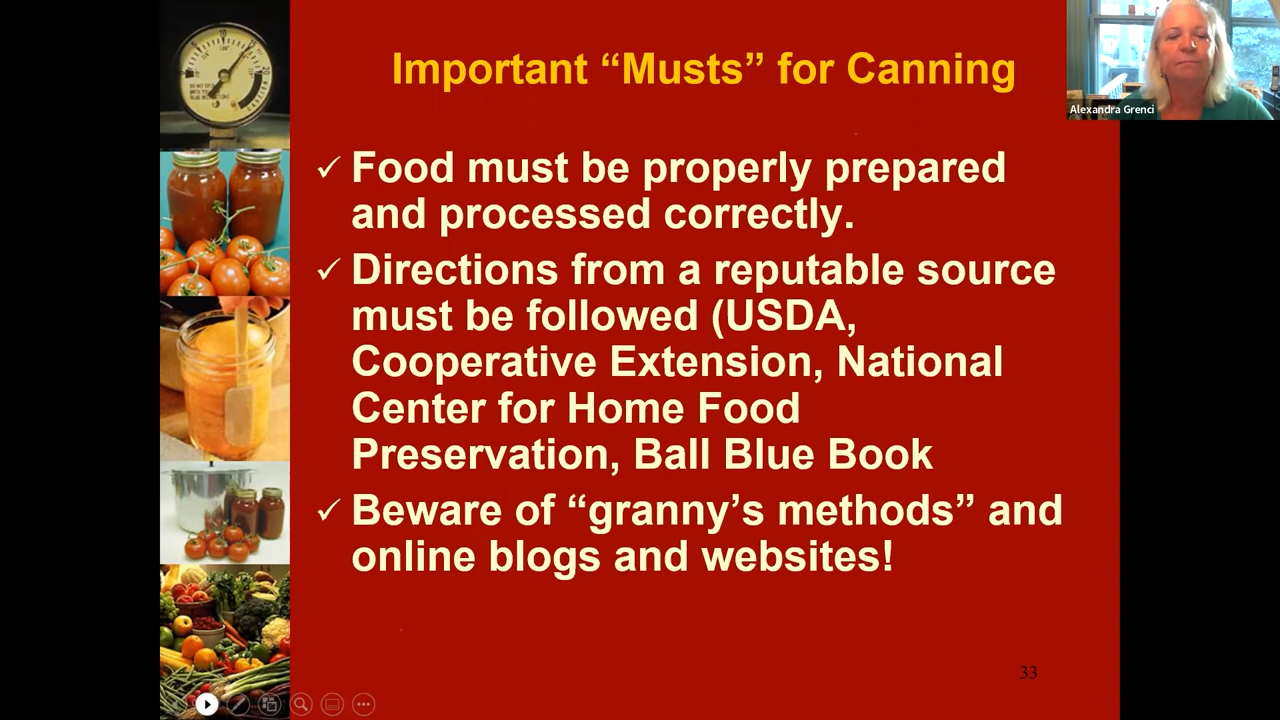 Important “Musts” for Canning
Alexandra Grenci
✓ Food must be properly prepared
and processed correctly.
✓ Directions from a reputable source
must be followed (USDA,
Cooperative Extension, National
Center for Home Food
Preservation, Ball Blue Book
✓ Beware of “granny’s methods” and
online blogs and websites!
33